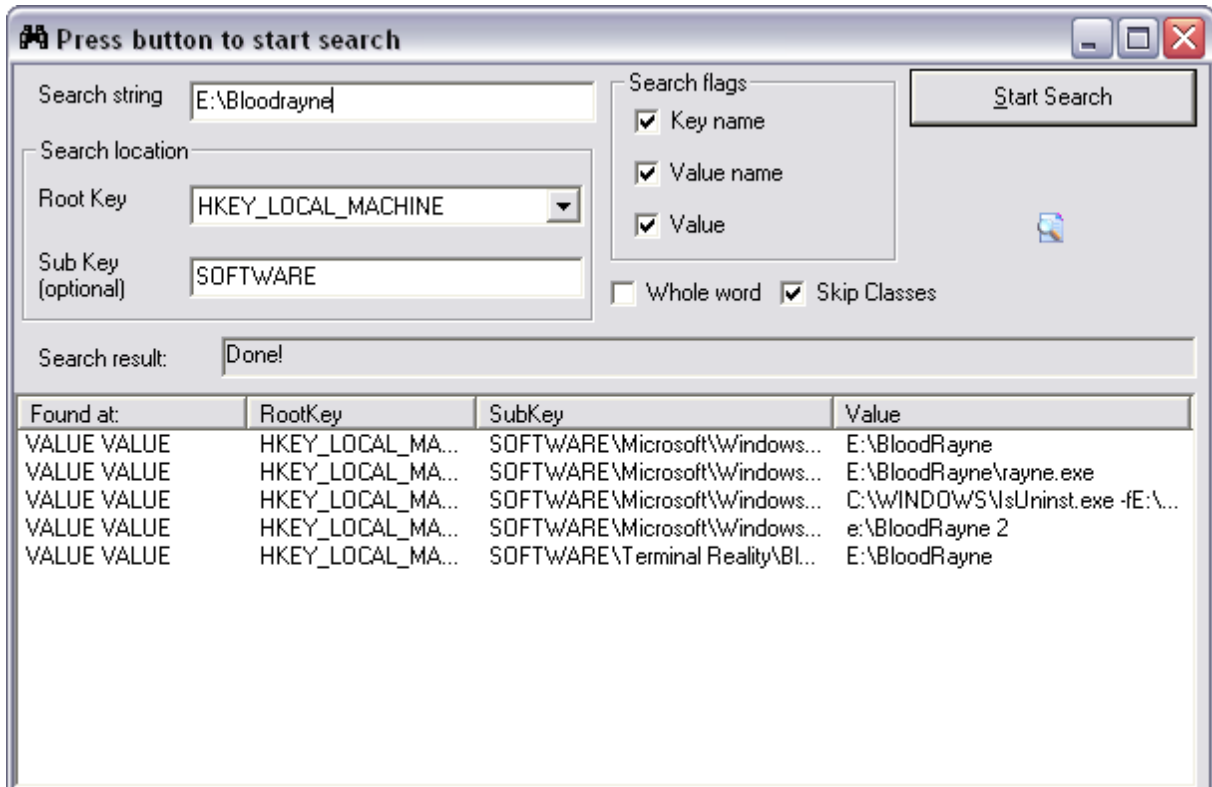 Press button to start search
Search string
E:\Bloodrayne
Search flags
Key name
Value name
Value
Start Search
Search location
Root Key
HKEY_LOCAL_MACHINE
Sub Key
(optional)
SOFTWARE
Whole word
Skip Classes
Search result:
Done!
Found at: RootKey SubKey Value
VALUE VALUE HKEY_LOCAL_MA... SOFTWARE\Microsoft\Windows... E:\BloodRayne
VALUE VALUE HKEY_LOCAL_MA... SOFTWARE\Microsoft\Windows... E:\BloodRayne\rayne.exe
VALUE VALUE HKEY_LOCAL_MA... SOFTWARE\Microsoft\Windows... C:\WINDOWS\IsUninst.exe -fE:\...
VALUE VALUE HKEY_LOCAL_MA... SOFTWARE\Microsoft\Windows... e:\BloodRayne 2
VALUE VALUE HKEY_LOCAL_MA... SOFTWARE\Terminal Reality\Bl... E:\BloodRayne